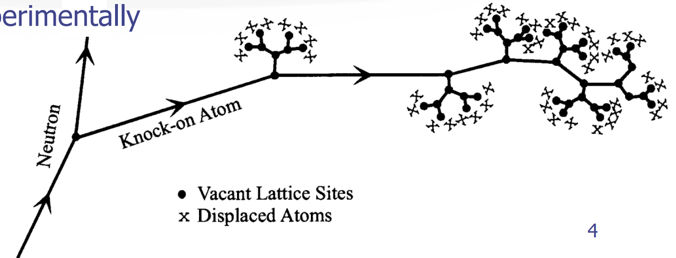 perimentally
Neutron
Knock-on Atom
● Vacant Lattice Sites
x Displaced Atoms
4